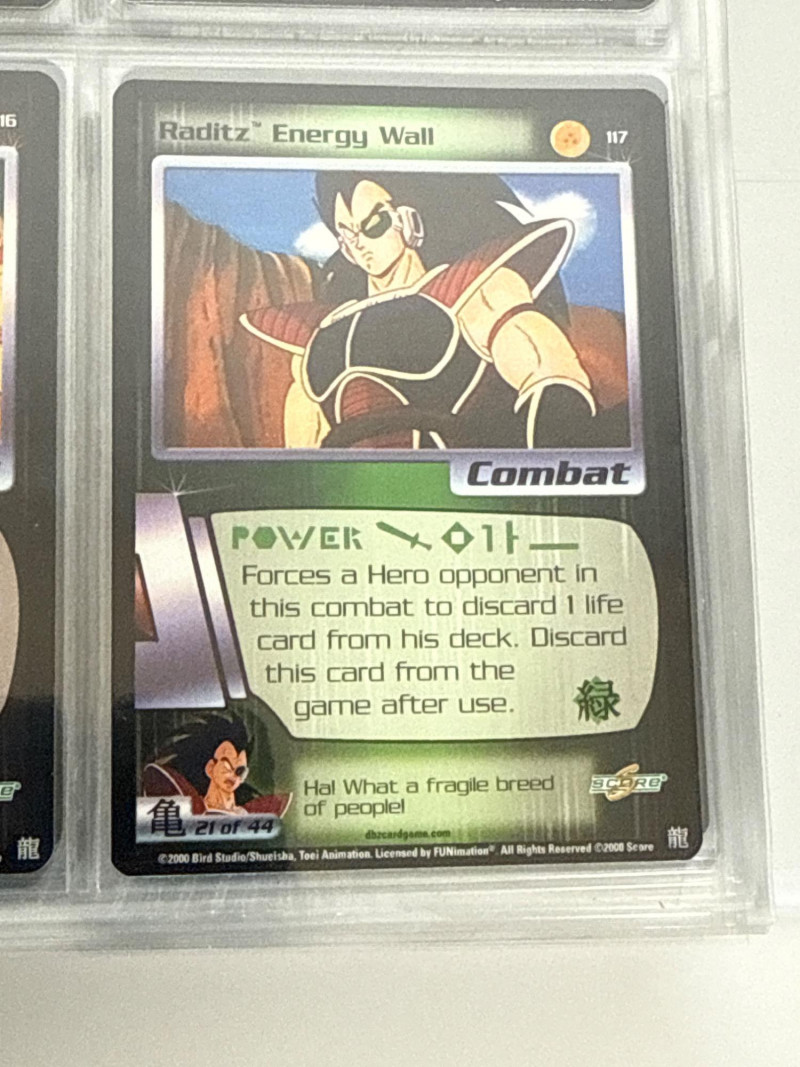 16
Raditz™ Energy Wall
117
Combat
POWER
Forces a Hero opponent in
this combat to discard 1 life
card from his deck. Discard
this card from the
game after use.
緑
Ha! What a fragile breed
of people!
SCORE
亀 21 of 44
dbzcardgame.com
©2000 Bird Studio/Shueisha, Toei Animation. Licensed by FUNimation®. All Rights Reserved ©2000 Score
龍
龍